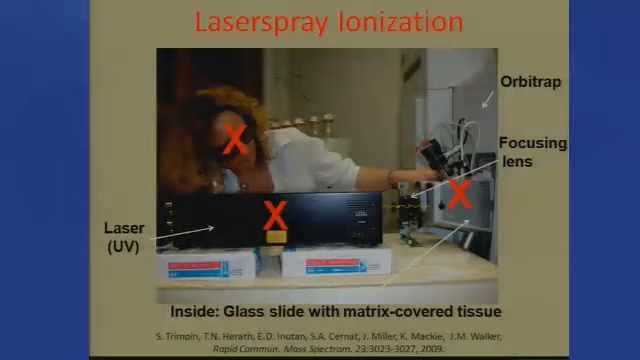 Laserspray Ionization
Orbitrap
Focusing
lens
X
X
X
Laser
(UV)
Inside: Glass slide with matrix-covered tissue
S. Trimpin, T.N. Herath, E.D. Inutan, S.A. Cernat, J. Miller, K. Mackie, J.M. Walker,
Rapid Commun. Mass Spectrom. 23:3023-3027, 2009.